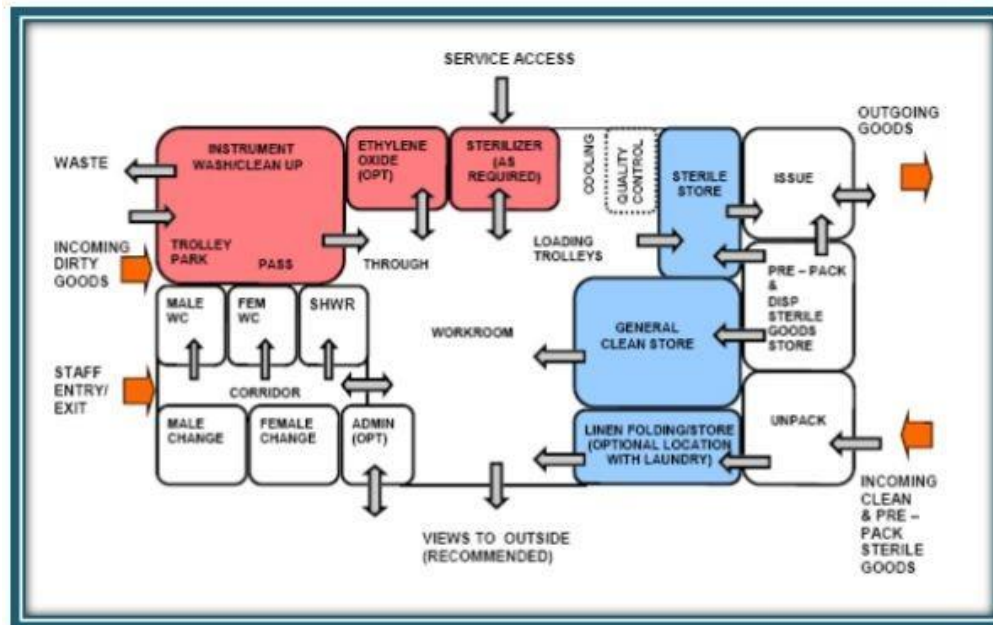 SERVICE ACCESS
OUTGOING
GOODS
WASTE
INSTRUMENT
WASH/CLEAN UP
ETHYLENE
OXIDE
(OPT)
STERILIZER
(AS
REQUIRED)
COOLING
QUALITY
CONTROL
STERILE
STORE
ISSUE
INCOMING
DIRTY
GOODS
TROLLEY
PARK
PASS
THROUGH
LOADING
TROLLEYS
PRE – PACK
&
DISP
STERILE
GOODS
STORE
MALE
WC
FEM
WC
SHWR
WORKROOM
GENERAL
CLEAN STORE
STAFF
ENTRY/
EXIT
CORRIDOR
MALE
CHANGE
FEMALE
CHANGE
ADMIN
(OPT)
LINEN FOLDING/STORE
(OPTIONAL LOCATION
WITH LAUNDRY)
UNPACK
VIEWS TO OUTSIDE
(RECOMMENDED)
INCOMING
CLEAN
& PRE –
PACK
STERILE
GOODS